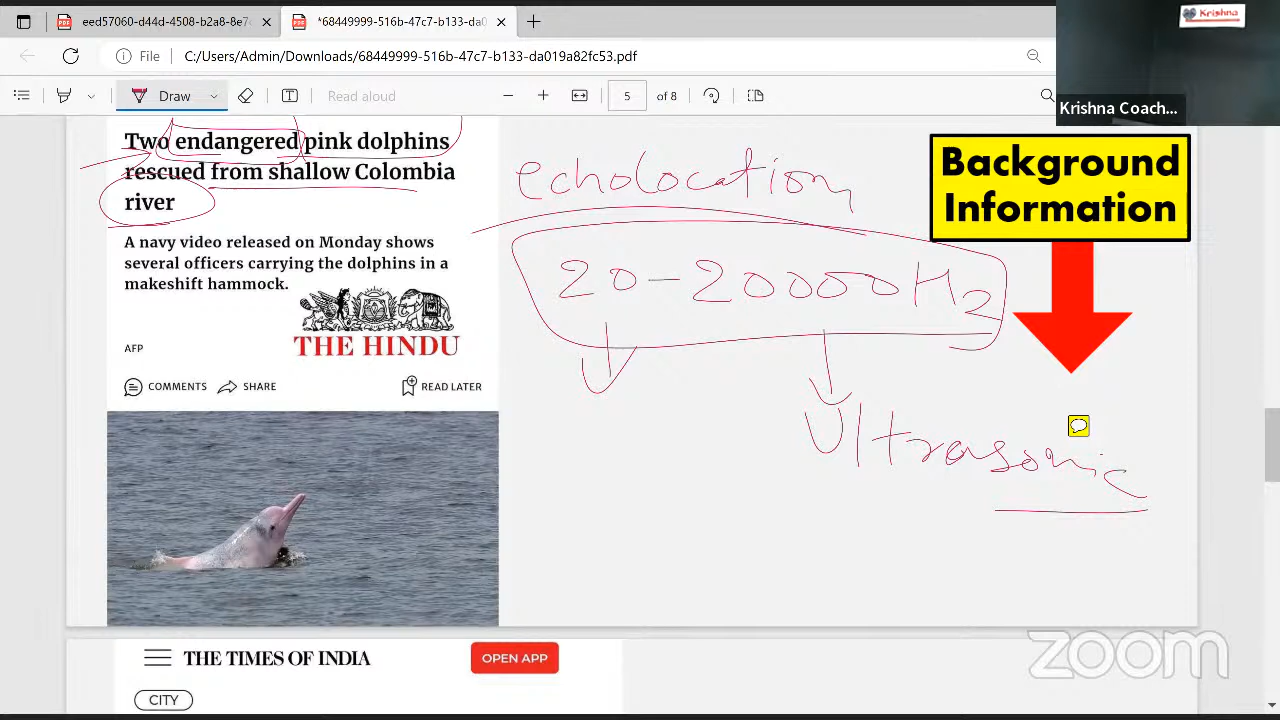 eed57060-d44d-4508-b2a8-8e7
*68449999-516b-47c7-b133-da0
Krishna
File
C:/Users/Admin/Downloads/68449999-516b-47c7-b133-da019a82fc53.pdf
Draw
Read aloud
5 of 8
Krishna Coach...
Two endangered pink dolphins
rescued from shallow Colombia
river
A navy video released on Monday shows
several officers carrying the dolphins in a
makeshift hammock.
THE HINDU
AFP
COMMENTS
SHARE
READ LATER
echolocation
20-20000Hz
Ultrasonic
Background
Information
zoom
THE TIMES OF INDIA
OPEN APP
CITY